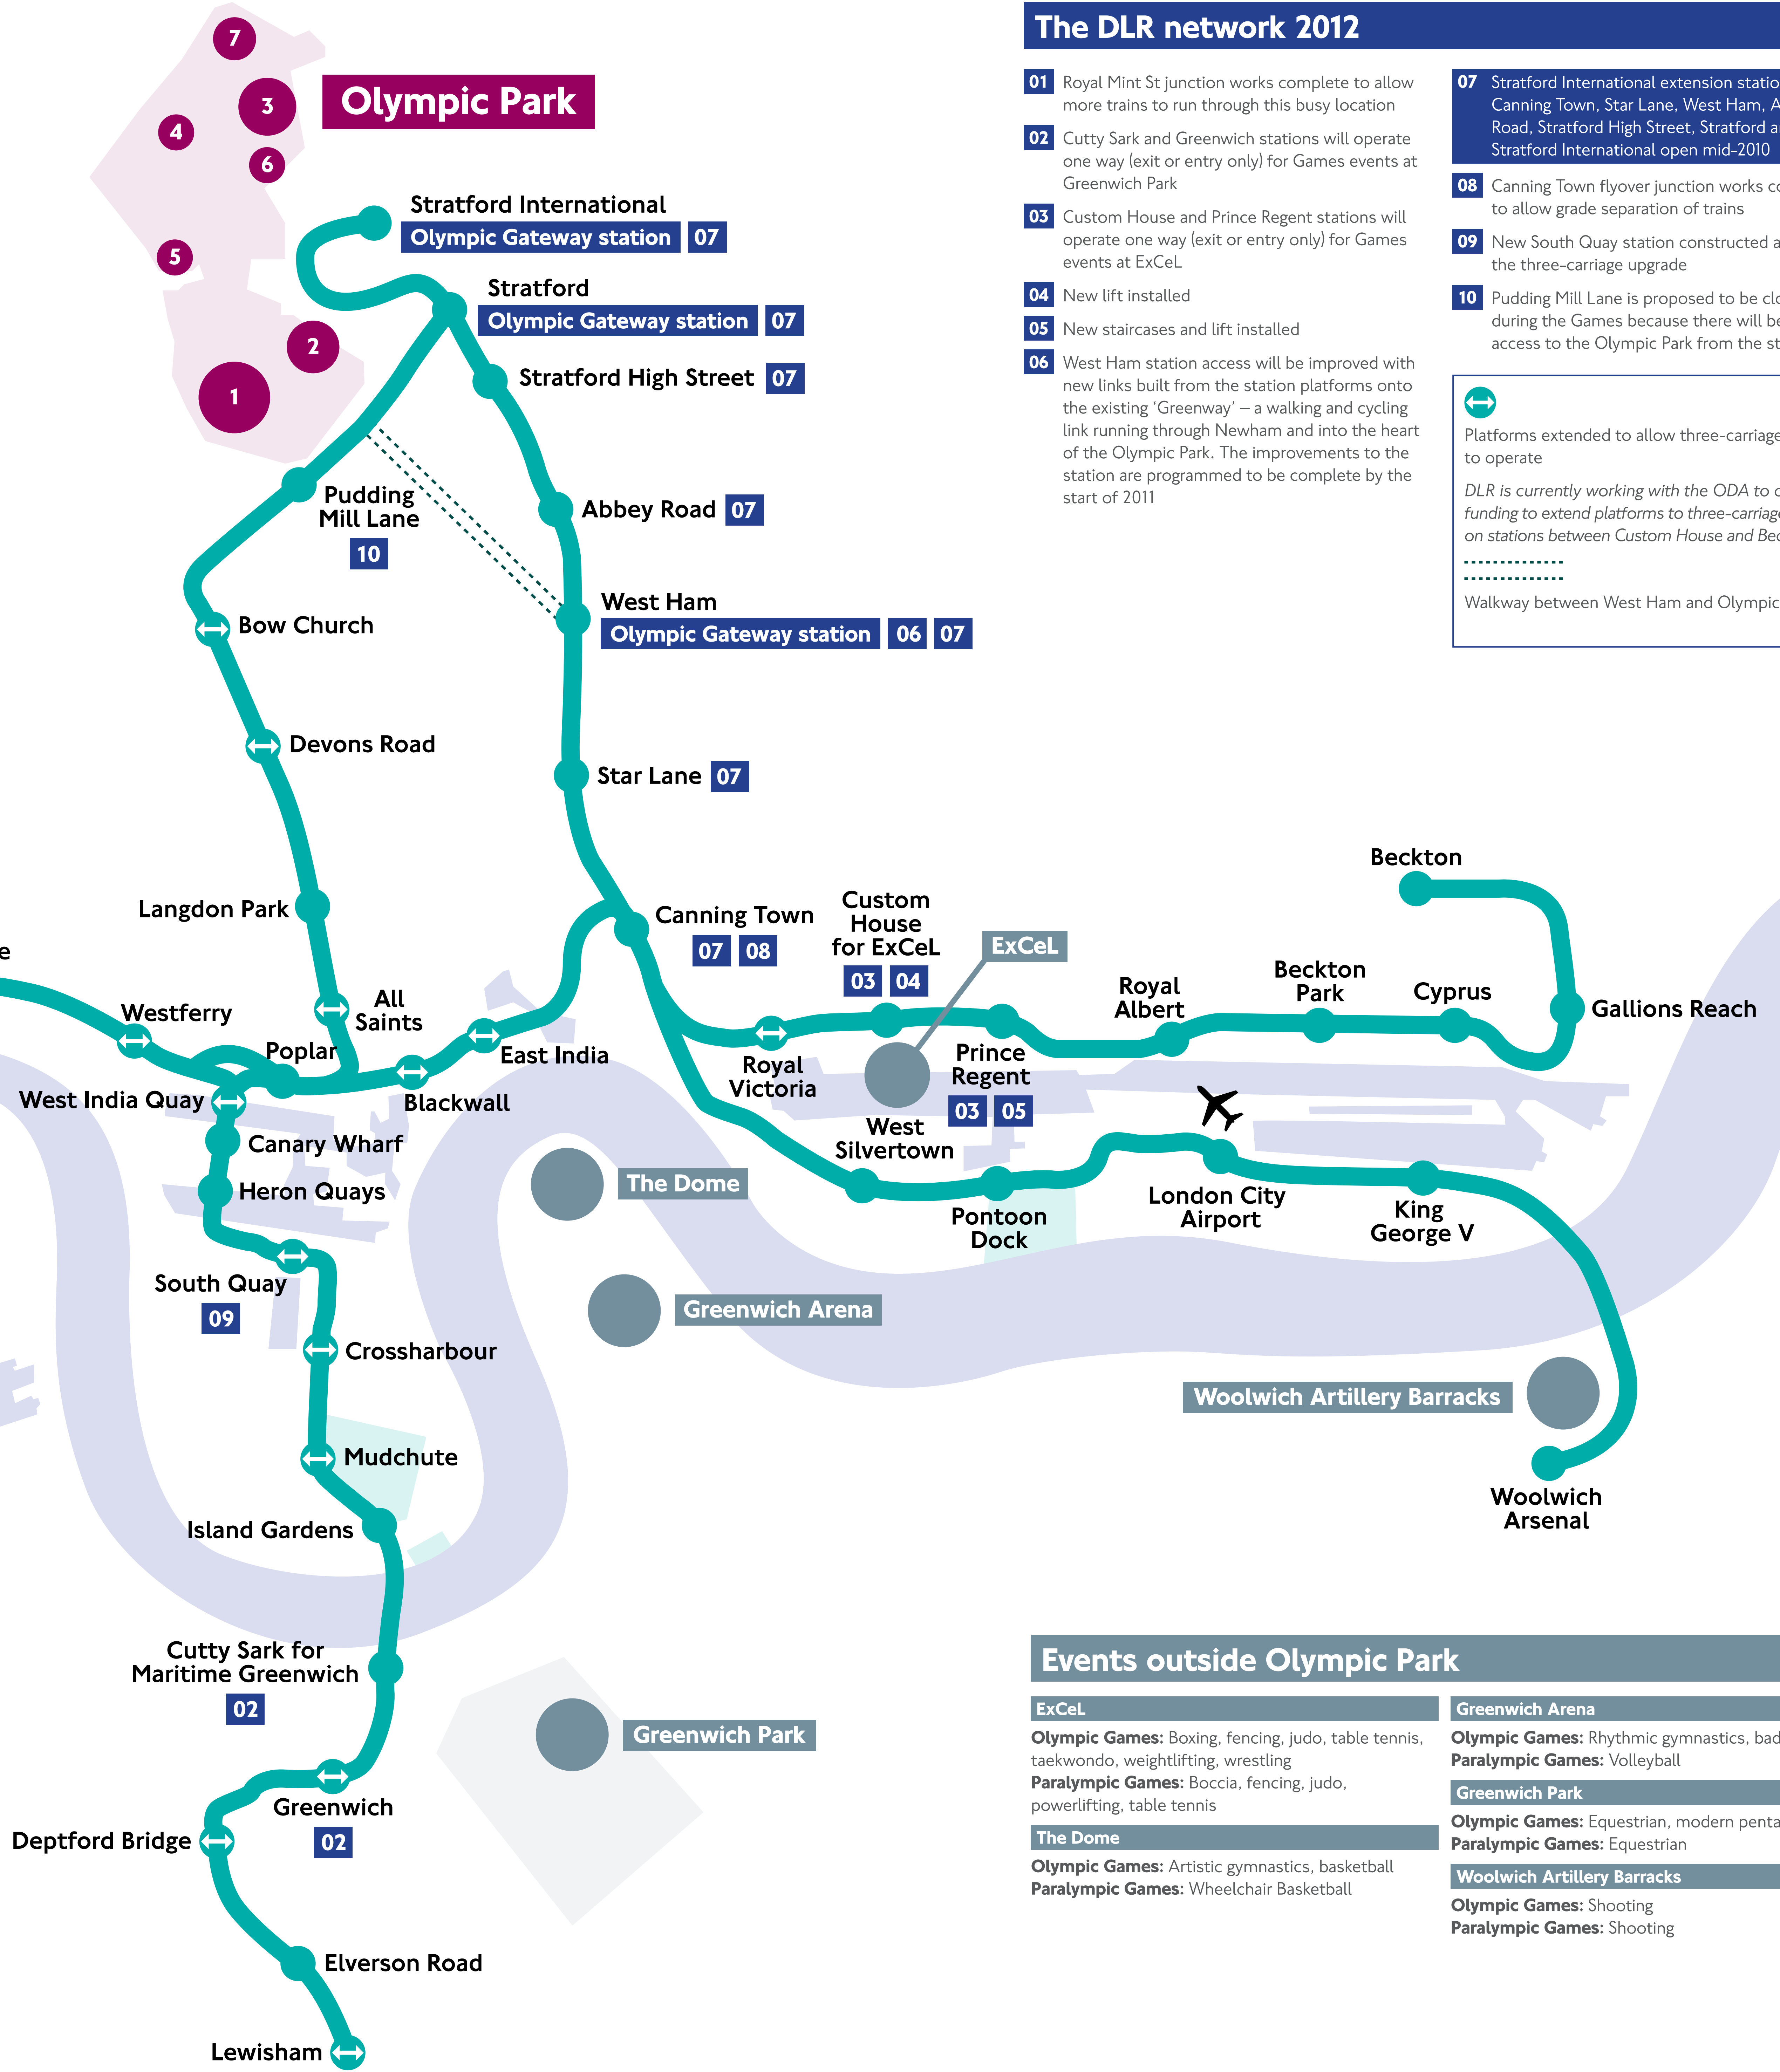 7
3
4
6
5
2
1
Olympic Park
Stratford International
Olympic Gateway station 07
Stratford
Olympic Gateway station 07
Stratford High Street 07
Pudding
Mill Lane
10
Abbey Road 07
West Ham
Olympic Gateway station 06 07
Bow Church
Devons Road
Star Lane 07
Langdon Park
Canning Town
07 08
Custom
House
for ExCeL
03 04
ExCeL
Beckton
e
Westferry
All
Saints
Poplar
East India
West India Quay
Blackwall
Canary Wharf
Heron Quays
Royal
Victoria
Prince
Regent
03 05
Royal
Albert
Beckton
Park
Cyprus
Gallions Reach
West
Silvertown
The Dome
Pontoon
Dock
London City
Airport
King
George V
South Quay
09
Greenwich Arena
Crossharbour
Woolwich Artillery Barracks
Mudchute
Woolwich
Arsenal
Island Gardens
Cutty Sark for
Maritime Greenwich
02
Greenwich Park
Greenwich
02
Deptford Bridge
Elverson Road
Lewisham
The DLR network 2012
01 Royal Mint St junction works complete to allow
more trains to run through this busy location
02 Cutty Sark and Greenwich stations will operate
one way (exit or entry only) for Games events at
Greenwich Park
03 Custom House and Prince Regent stations will
operate one way (exit or entry only) for Games
events at ExCeL
04 New lift installed
05 New staircases and lift installed
06 West Ham station access will be improved with
new links built from the station platforms onto
the existing ‘Greenway’ – a walking and cycling
link running through Newham and into the heart
of the Olympic Park. The improvements to the
station are programmed to be complete by the
start of 2011
07 Stratford International extension statio
Canning Town, Star Lane, West Ham, A
Road, Stratford High Street, Stratford a
Stratford International open mid-2010
08 Canning Town flyover junction works co
to allow grade separation of trains
09 New South Quay station constructed a
the three-carriage upgrade
10 Pudding Mill Lane is proposed to be clo
during the Games because there will be
access to the Olympic Park from the st
Platforms extended to allow three-carriage
to operate
DLR is currently working with the ODA to c
funding to extend platforms to three-carriage
on stations between Custom House and Bec
Walkway between West Ham and Olympic
Events outside Olympic Park
ExCeL
Olympic Games: Boxing, fencing, judo, table tennis,
taekwondo, weightlifting, wrestling
Paralympic Games: Boccia, fencing, judo,
powerlifting, table tennis
The Dome
Olympic Games: Artistic gymnastics, basketball
Paralympic Games: Wheelchair Basketball
Greenwich Arena
Olympic Games: Rhythmic gymnastics, bad
Paralympic Games: Volleyball
Greenwich Park
Olympic Games: Equestrian, modern penta
Paralympic Games: Equestrian
Woolwich Artillery Barracks
Olympic Games: Shooting
Paralympic Games: Shooting